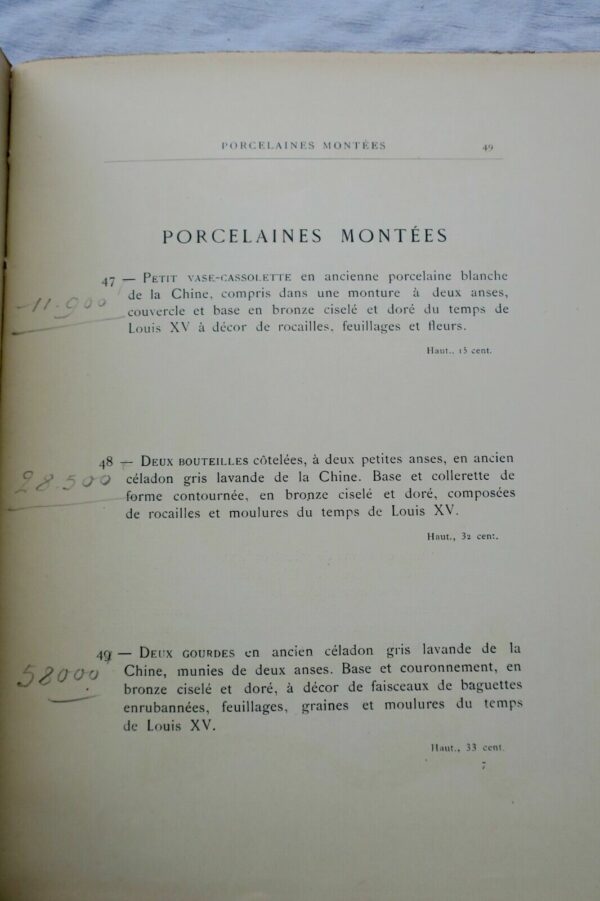 PORCELAINES MONTÉES 49
PORCELAINES MONTÉES
47 — PETIT VASE-CASSOLETTE en ancienne porcelaine blanche
11.900
de la Chine, compris dans une monture à deux anses,
couvercle et base en bronze ciselé et doré du temps de
Louis XV à décor de rocailles, feuillages et fleurs.
Haut., 15 cent.
48 — DEUX BOUTEILLES côtelées, à deux petites anses, en ancien
28.500
céladon gris lavande de la Chine. Base et collerette de
forme contournée, en bronze ciselé et doré, composées
de rocailles et moulures du temps de Louis XV.
Haut., 32 cent.
49 — DEUX GOURDES en ancien céladon gris lavande de la
58000
Chine, munies de deux anses. Base et couronnement, en
bronze ciselé et doré, à décor de faisceaux de baguettes
enrubannées, feuillages, graines et moulures du temps
de Louis XV.
Haut., 33 cent.
7